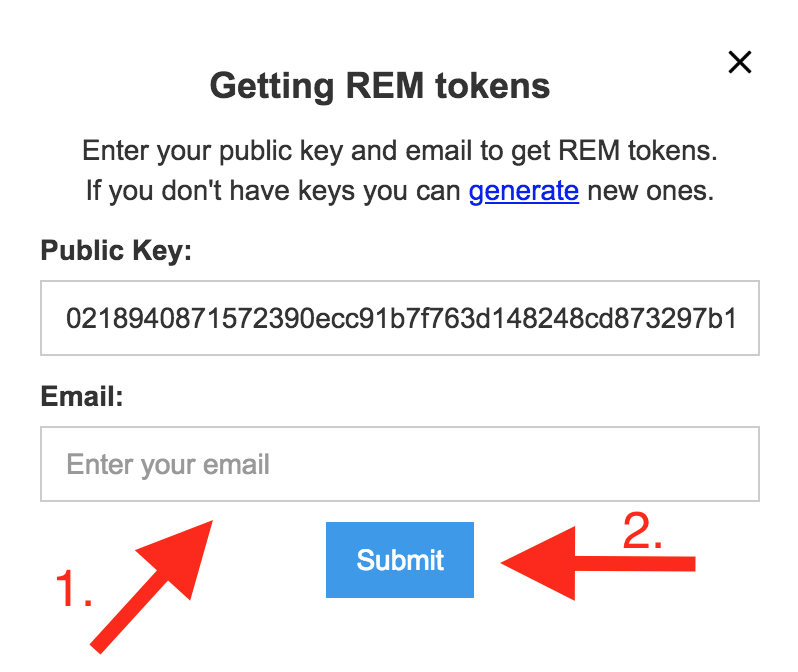 Getting REM tokens
Enter your public key and email to get REM tokens.
If you don't have keys you can generate new ones.
Public Key:
0218940871572390ecc91b7f763d148248cd873297b1
Email:
Enter your email
1.
Submit
2.